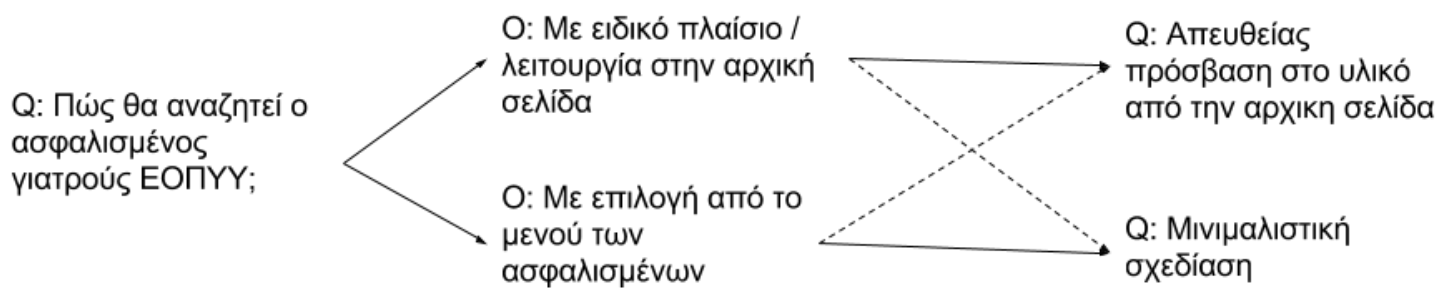 Q: Πώς θα αναζητεί ο
ασφαλισμένος
γιατρούς ΕΟΠΥΥ;
Ο: Με ειδικό πλαίσιο /
λειτουργία στην αρχική
σελίδα
Ο: Με επιλογή από το
μενού των
ασφαλισμένων
Q: Απευθείας
πρόσβαση στο υλικό
από την αρχικη σελίδα
Q: Μινιμαλιστική
σχεδίαση